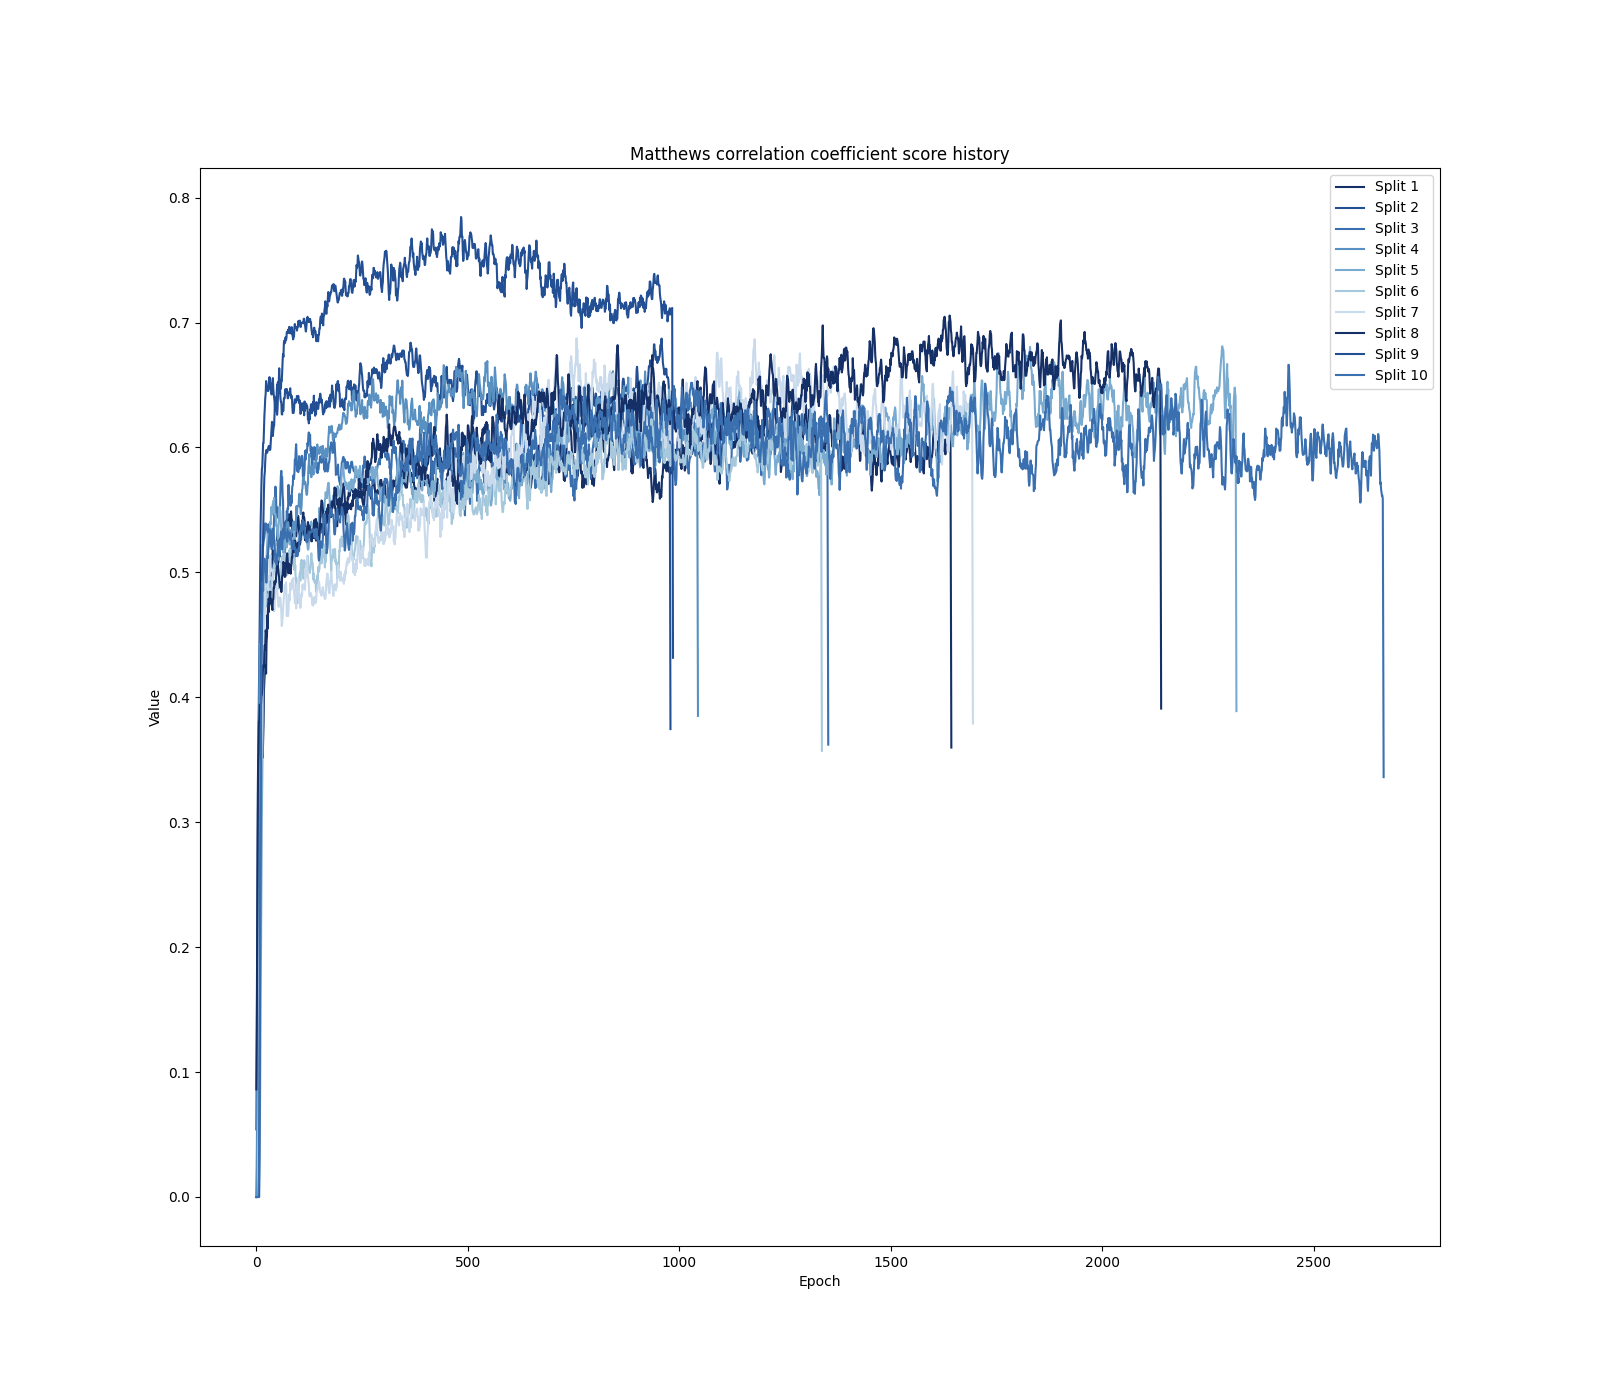 Matthews correlation coefficient score history
Split 1
Split 2
Split 3
Split 4
Split 5
Split 6
Split 7
Split 8
Split 9
Split 10
0.8
0.7
0.6
0.5
0.4
0.3
0.2
0.1
0.0
Value
0 500 1000 1500 2000 2500
Epoch